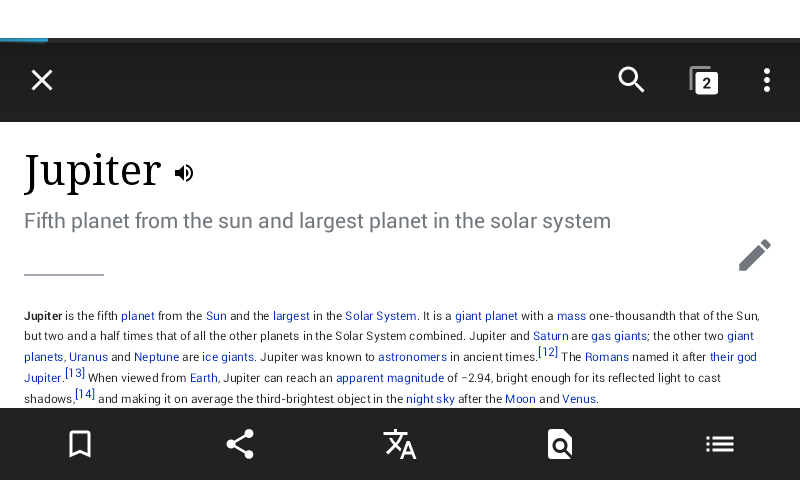 2
Jupiter
Fifth planet from the sun and largest planet in the solar system
Jupiter is the fifth planet from the Sun and the largest in the Solar System. It is a giant planet with a mass one-thousandth that of the Sun,
but two and a half times that of all the other planets in the Solar System combined. Jupiter and Saturn are gas giants; the other two giant
planets, Uranus and Neptune are ice giants. Jupiter was known to astronomers in ancient times.[12] The Romans named it after their god
Jupiter.[13] When viewed from Earth, Jupiter can reach an apparent magnitude of −2.94, bright enough for its reflected light to cast
shadows,[14] and making it on average the third-brightest object in the night sky after the Moon and Venus.